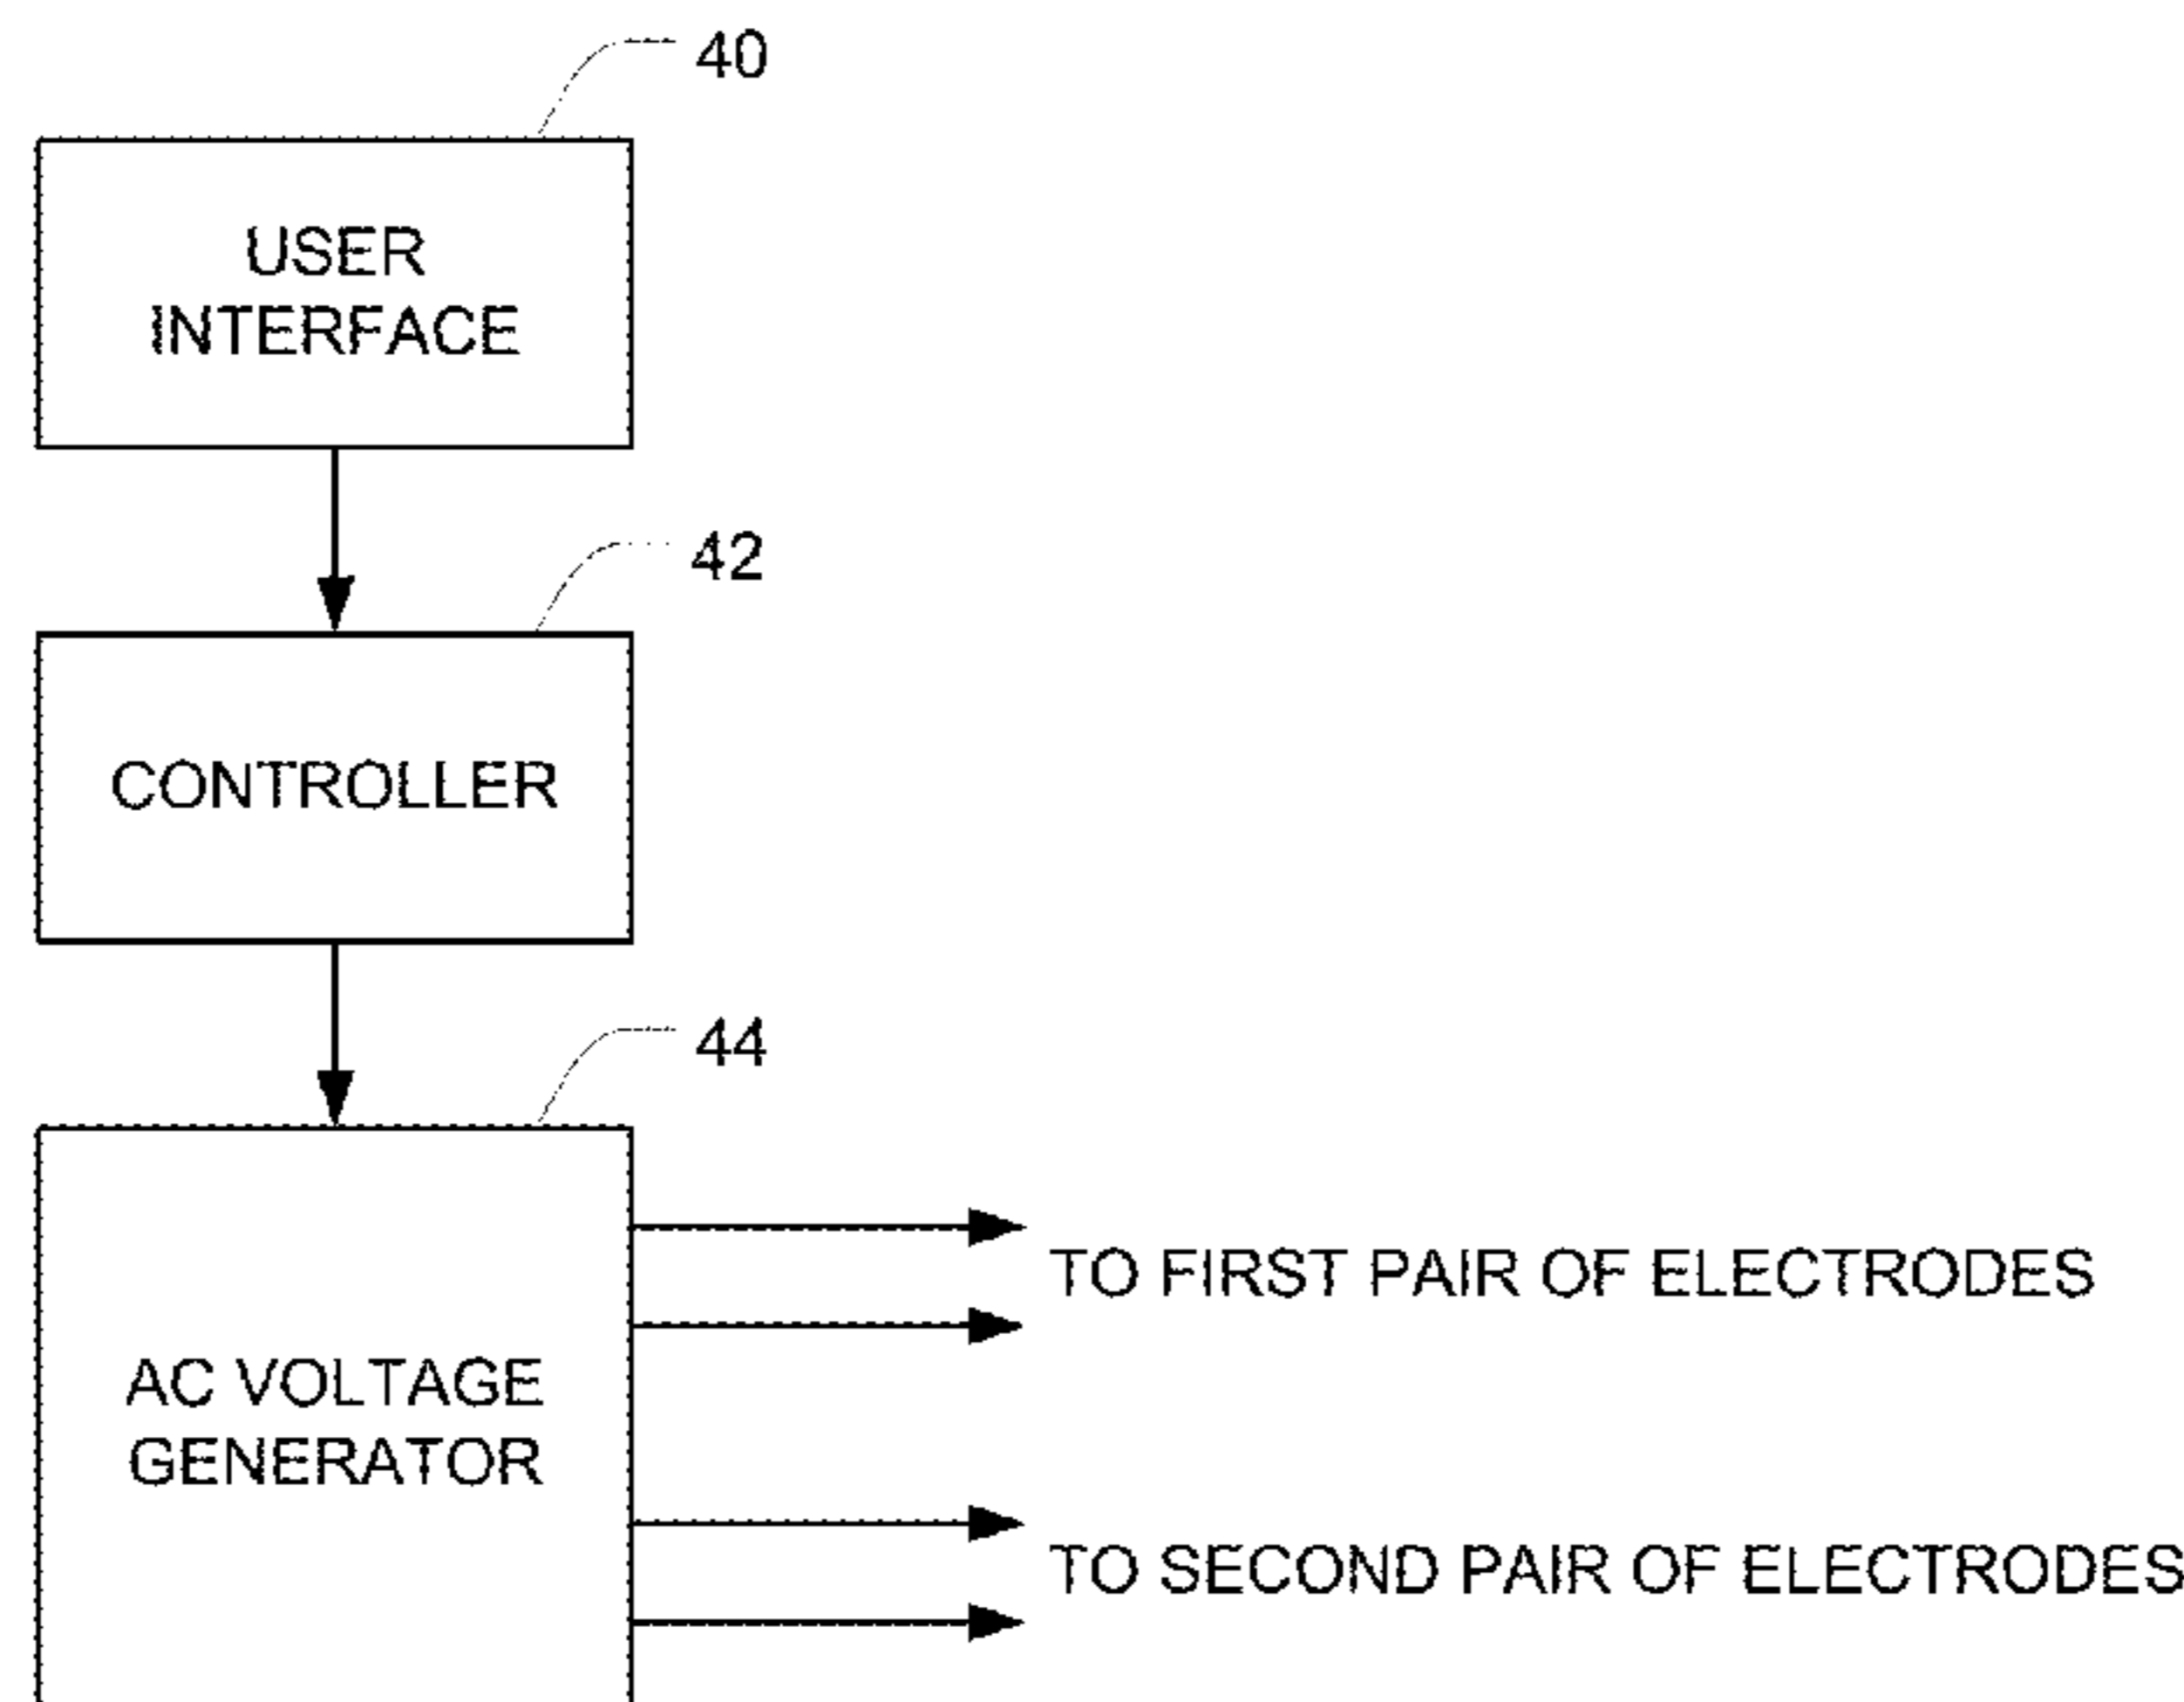 40
USER
INTERFACE
42
CONTROLLER
44
TO FIRST PAIR OF ELECTRODES
AC VOLTAGE
GENERATOR
TO SECOND PAIR OF ELECTRODES